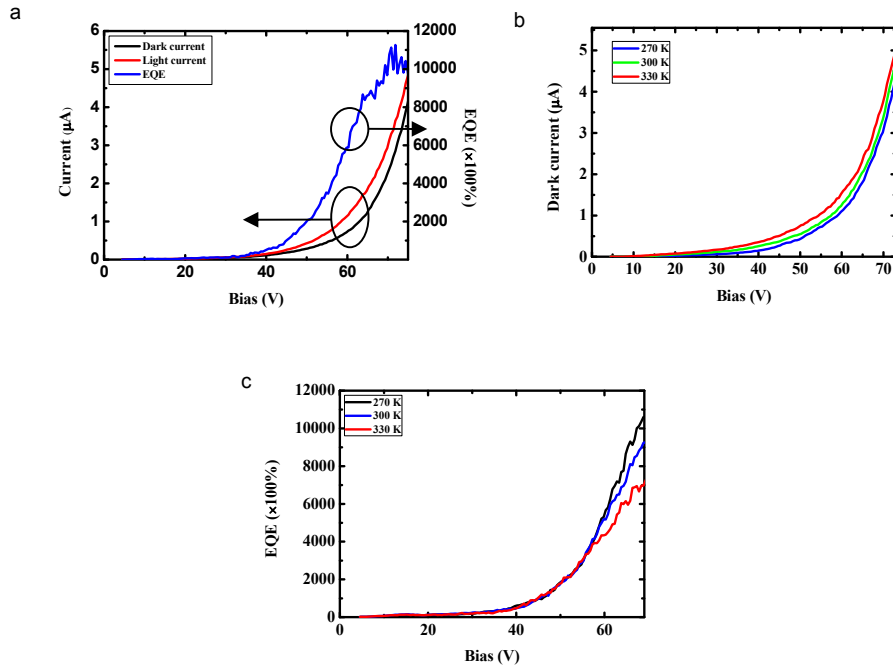 a
6
5
4
3
2
1
0
0 20 40 60
12000
10000
8000
6000
4000
2000
0
Current (μA)
EQE (×100%)
Bias (V)
Dark current
Light current
EQE
b
5
4
3
2
1
0
0 10 20 30 40 50 60 70
Dark current (μA)
Bias (V)
270 K
300 K
330 K
c
12000
10000
8000
6000
4000
2000
0
0 20 40 60
EQE (×100%)
Bias (V)
270 K
300 K
330 K